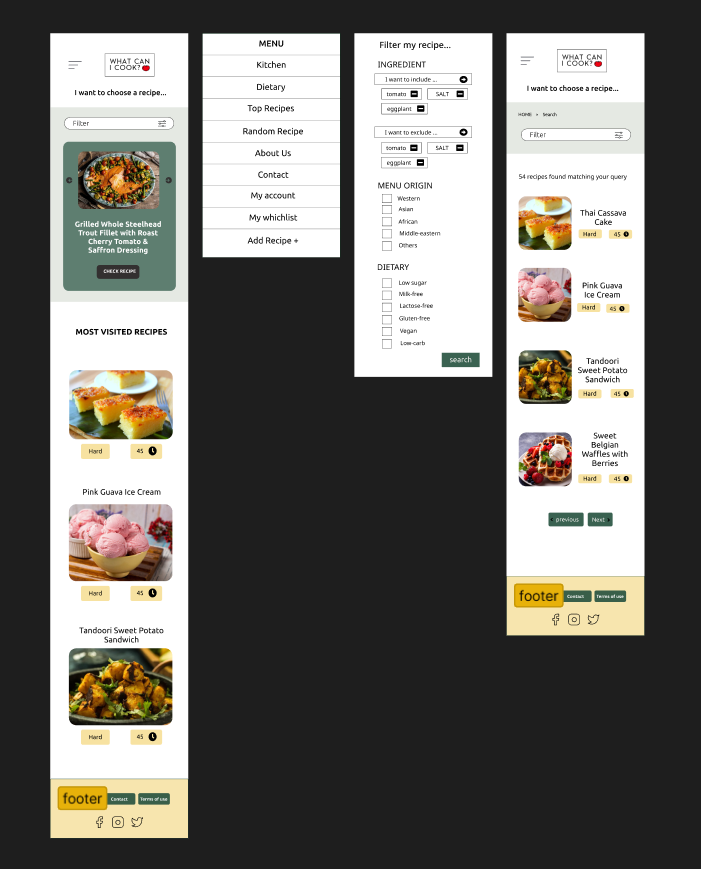 WHAT CAN
I COOK?
I want to choose a recipe...
Filter
Grilled Whole Steelhead
Trout Fillet with Roast
Cherry Tomato &
Saffron Dressing
CHECK RECIPE
MOST VISITED RECIPES
Hard
45
Pink Guava Ice Cream
Hard
45
Tandoori Sweet Potato
Sandwich
Hard
45
footer
Contact
Terms of use
MENU
Kitchen
Dietary
Top Recipes
Random Recipe
About Us
Contact
My account
My whichlist
Add Recipe +
Filter my recipe...
INGREDIENT
I want to include ...
tomato
SALT
eggplant
I want to exclude ...
tomato
SALT
eggplant
MENU ORIGIN
Western
Asian
African
Middle-eastern
Others
DIETARY
Low sugar
Milk-free
Lactose-free
Gluten-free
Vegan
Low-carb
search
WHAT CAN
I COOK?
I want to choose a recipe...
HOME > Search
Filter
54 recipes found matching your query
Thai Cassava
Cake
Hard
45
Pink Guava
Ice Cream
Hard
45
Tandoori
Sweet Potato
Sandwich
Hard
45
Sweet
Belgian
Waffles with
Berries
Hard
45
previous
Next
footer
Contact
Terms of use